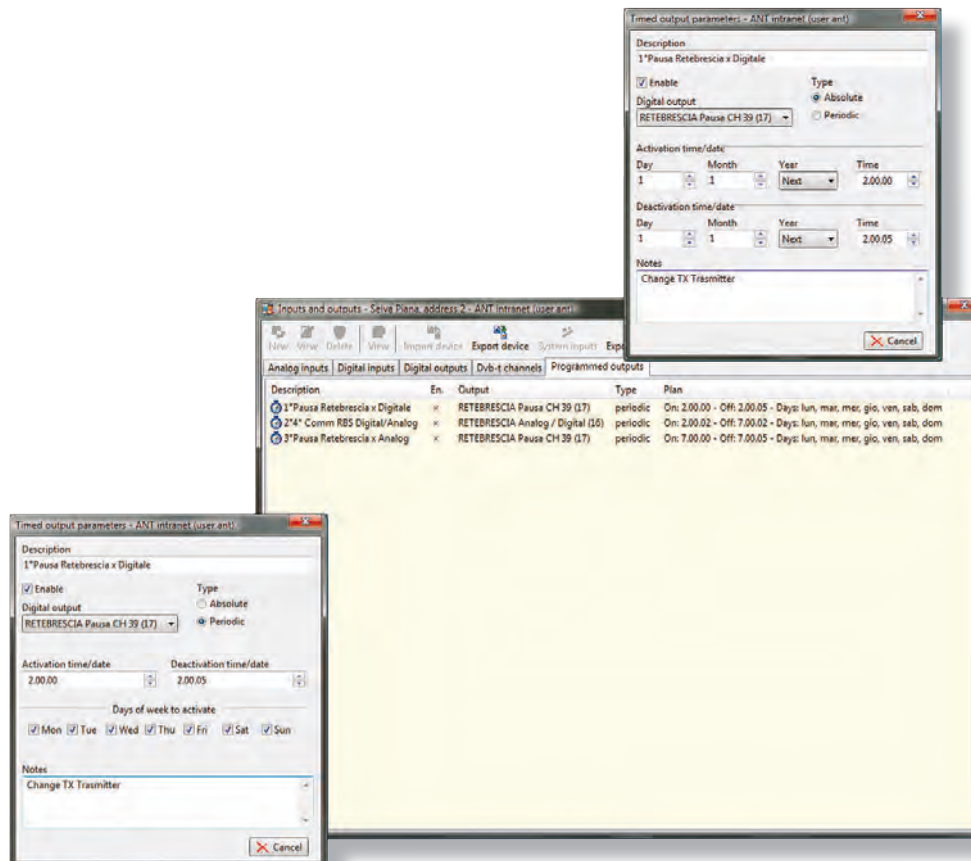 Timed output parameters - ANT intranet (user ant)
Description
1°Pausa Retebrescia x Digitale
Enable
Type
Digital output
Absolute
RETEBRESCIA Pausa CH 39 (17)
Periodic
Activation time/date
Day Month Year Time
1 1 Next 2.00.00
Deactivation time/date
Day Month Year Time
1 1 Next 2.00.05
Notes
Change TX Trasmitter
Cancel
Inputs and outputs - Selva Piana, address 2 - ANT intranet (user ant)
New View Delete View Import device Export device System inputs
Analog inputs Digital inputs Digital outputs Dvb-t channels Programmed outputs
Description En. Output Type Plan
1°Pausa Retebrescia x Digitale × RETEBRESCIA Pausa CH 39 (17) periodic On: 2.00.00 - Off: 2.00.05 - Days: lun, mar, mer, gio, ven, sab, dom
2°4° Comm RBS Digital/Analog × RETEBRESCIA Analog / Digital (16) periodic On: 2.00.02 - Off: 7.00.02 - Days: lun, mar, mer, gio, ven, sab, dom
3°Pausa Retebrescia x Analog × RETEBRESCIA Pausa CH 39 (17) periodic On: 7.00.00 - Off: 7.00.05 - Days: lun, mar, mer, gio, ven, sab, dom
Timed output parameters - ANT intranet (user ant)
Description
1°Pausa Retebrescia x Digitale
Enable
Type
Digital output
Absolute
RETEBRESCIA Pausa CH 39 (17)
Periodic
Activation time/date Deactivation time/date
2.00.00 2.00.05
Days of week to activate
Mon Tue Wed Thu Fri Sat Sun
Notes
Change TX Trasmitter
Cancel